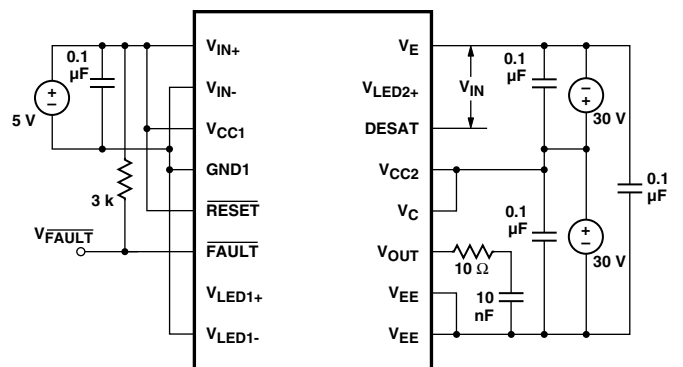 0.1
µF
5 V
3 k
VFAULT
VIN+
VIN-
VCC1
GND1
RESET
FAULT
VLED1+
VLED1-
VE
VLED2+
DESAT
VCC2
VC
VOUT
VEE
VEE
VIN
10 Ω
10
nF
0.1
µF
0.1
µF
30 V
30 V
0.1
µF